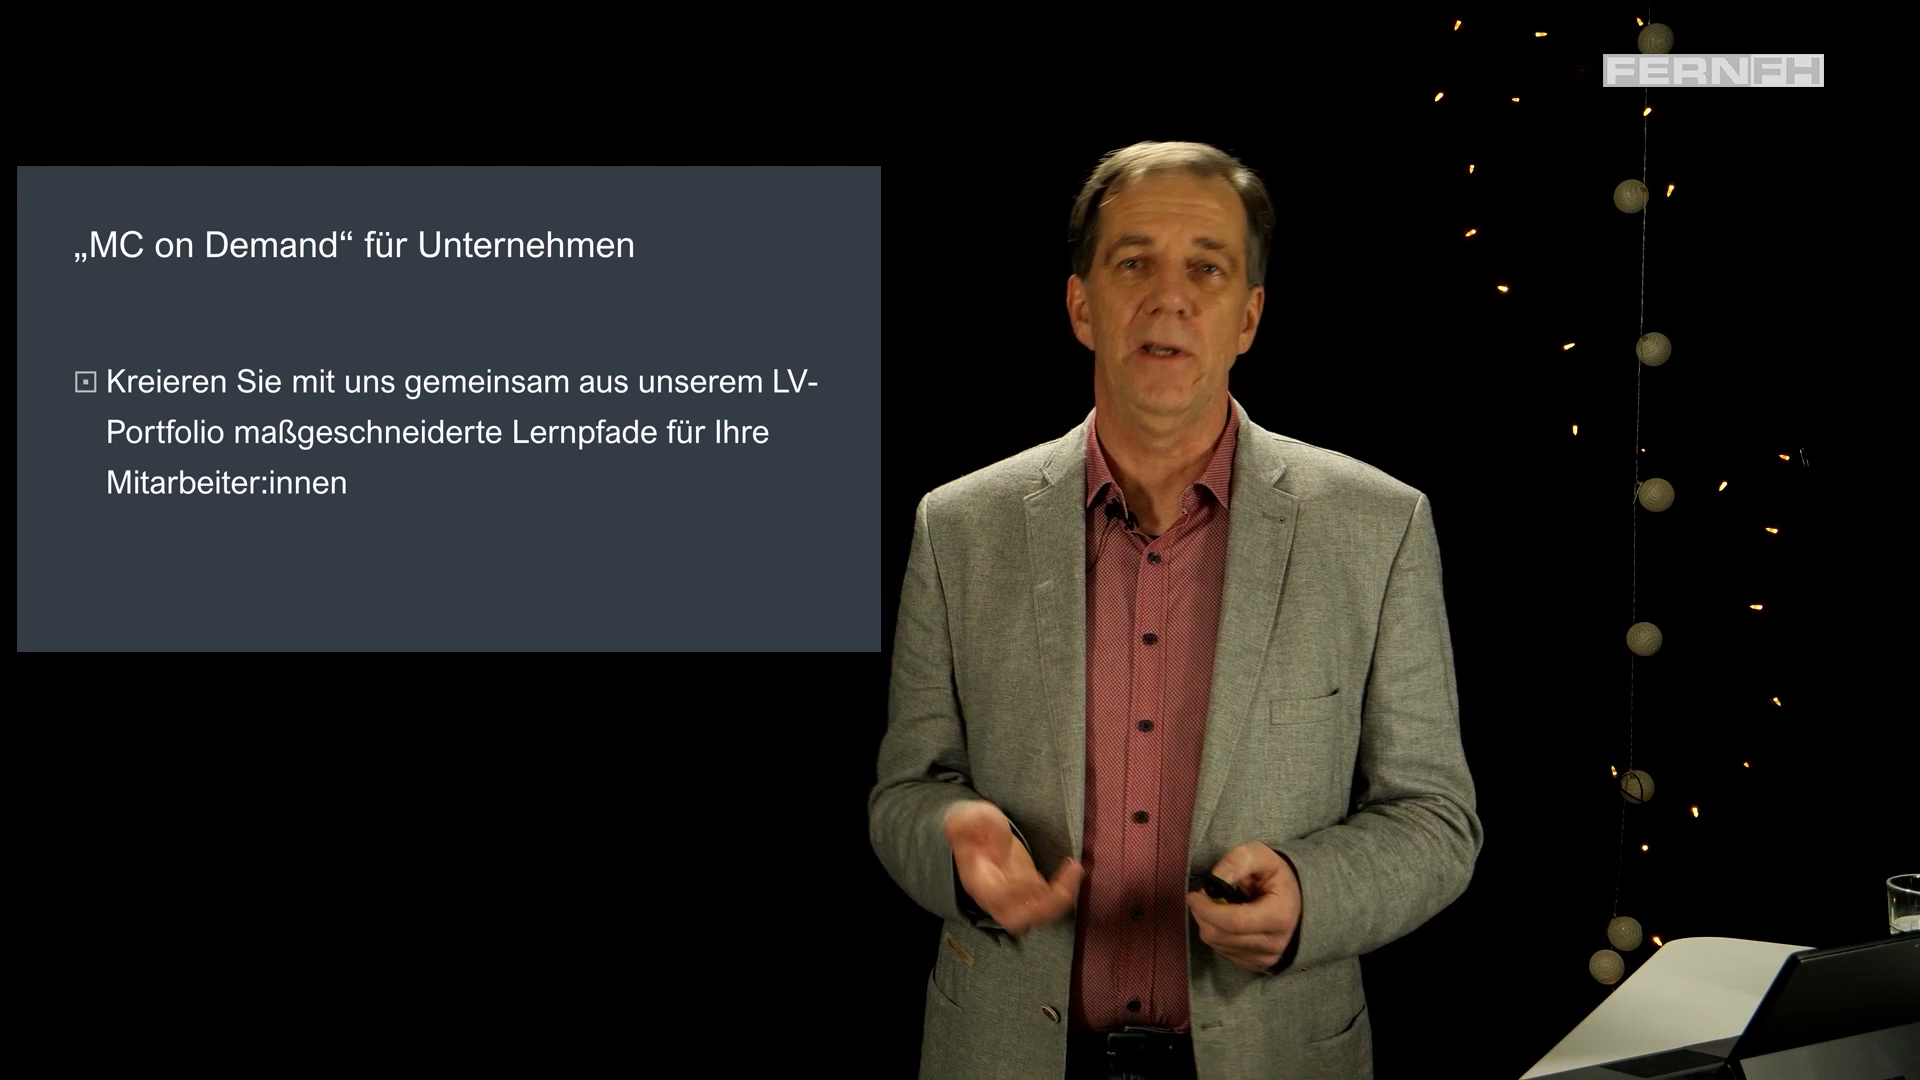 FERNFH
„MC on Demand“ für Unternehmen
Kreieren Sie mit uns gemeinsam aus unserem LV-
Portfolio maßgeschneiderte Lernpfade für Ihre
Mitarbeiter:innen